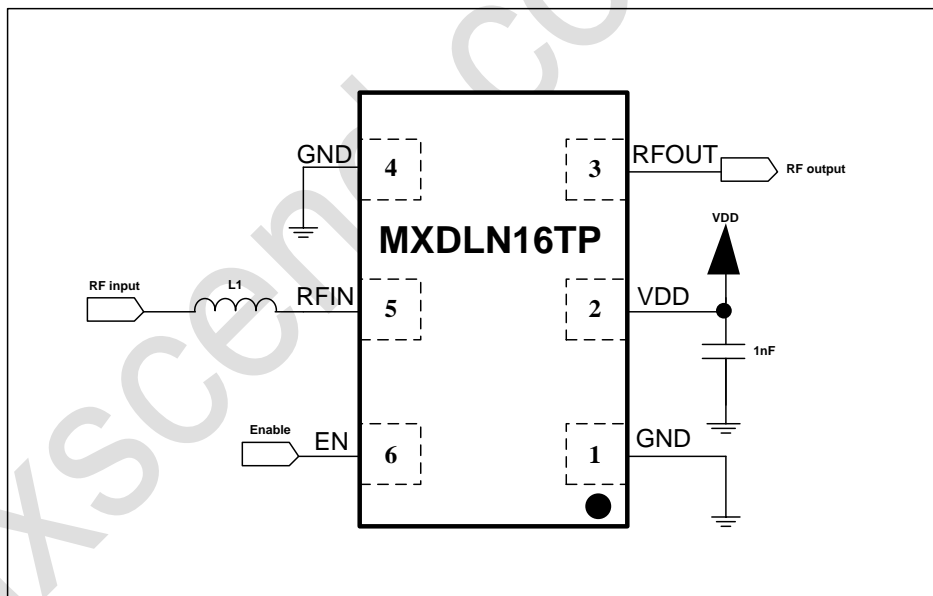 GND
4
3
RFOUT
RF output
MXDLN16TP
VDD
RF input
L1
RFIN
5
2
VDD
1nF
Enable
EN
6
1
GND